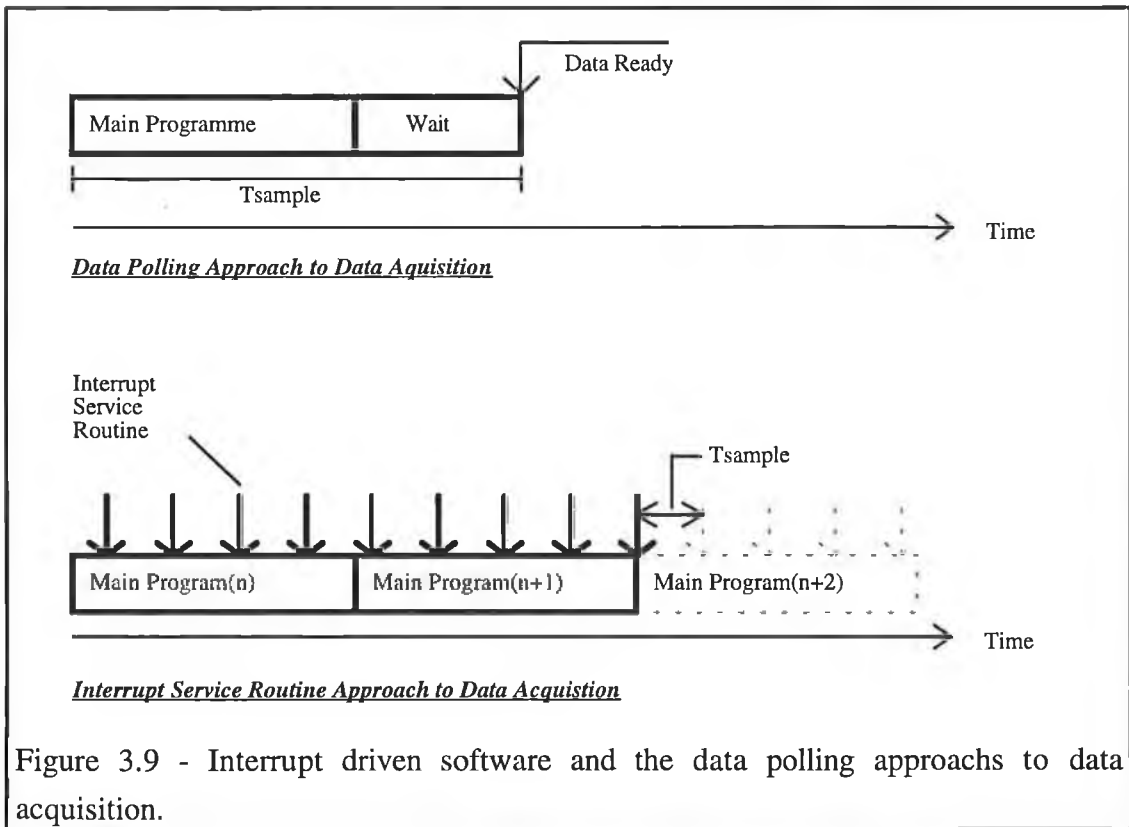 Data Ready
Main Programme
Wait
Tsample
Time
Data Polling Approach to Data Aquisition
Interrupt
Service
Routine
Tsample
Main Program(n)
Main Program(n+1)
Main Program(n+2)
Time
Interrupt Service Routine Approach to Data Acquistion
Figure 3.9 - Interrupt driven software and the data polling approachs to data
acquisition.